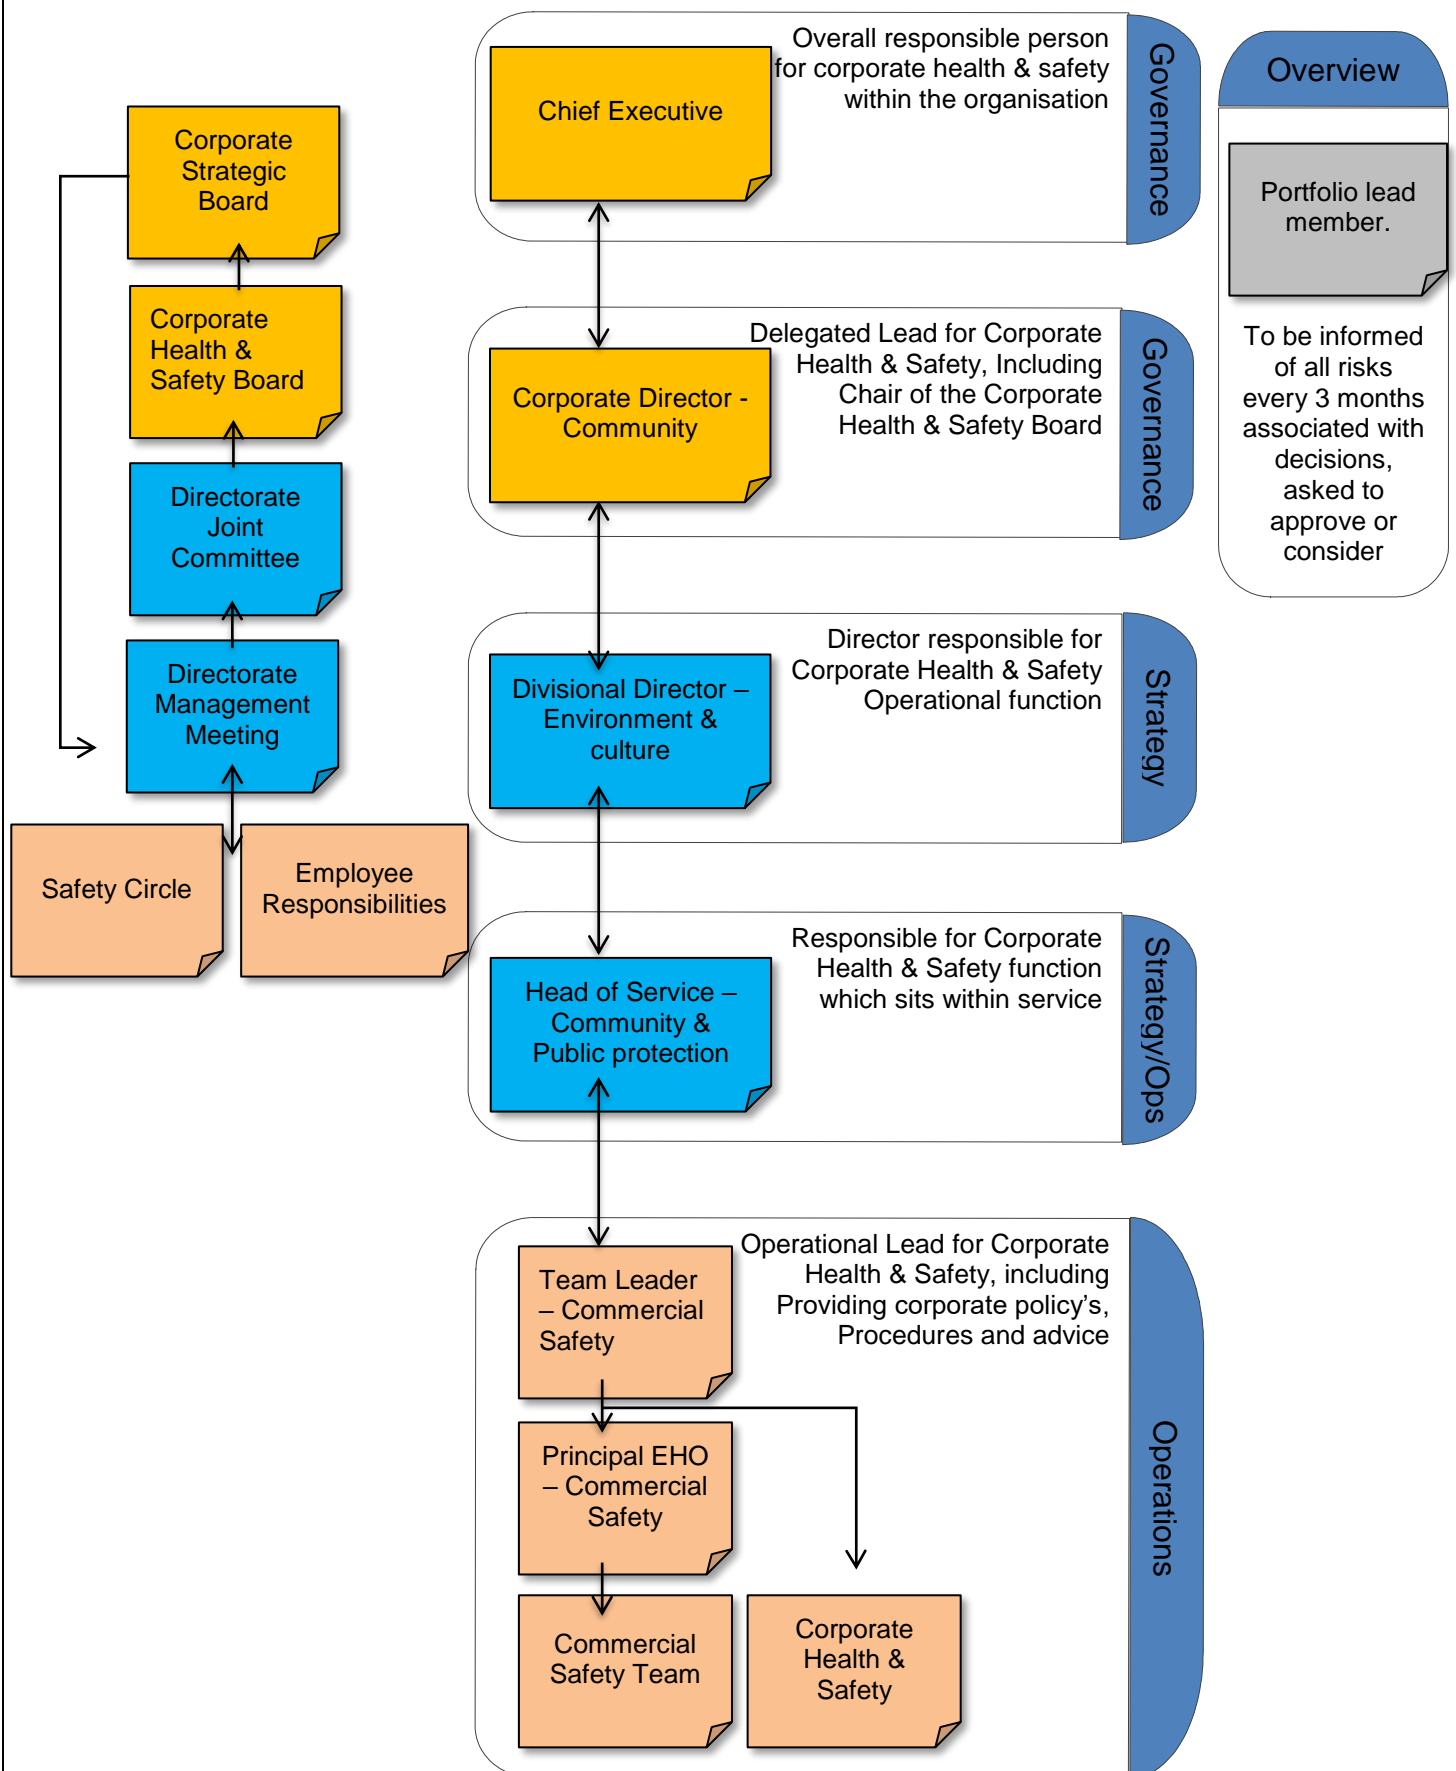 Corporate
Strategic
Board
Corporate
Health &
Safety Board
Directorate
Joint
Committee
Directorate
Management
Meeting
Safety Circle
Employee
Responsibilities
Chief Executive
Overall responsible person
for corporate health & safety
within the organisation
Governance
Corporate Director -
Community
Delegated Lead for Corporate
Health & Safety, Including
Chair of the Corporate
Health & Safety Board
Governance
Divisional Director –
Environment &
culture
Director responsible for
Corporate Health & Safety
Operational function
Strategy
Head of Service –
Community &
Public protection
Responsible for Corporate
Health & Safety function
which sits within service
Strategy/Ops
Team Leader
– Commercial
Safety
Operational Lead for Corporate
Health & Safety, including
Providing corporate policy’s,
Procedures and advice
Principal EHO
– Commercial
Safety
Commercial
Safety Team
Corporate
Health &
Safety
Operations
Overview
Portfolio lead
member.
To be informed
of all risks
every 3 months
associated with
decisions,
asked to
approve or
consider